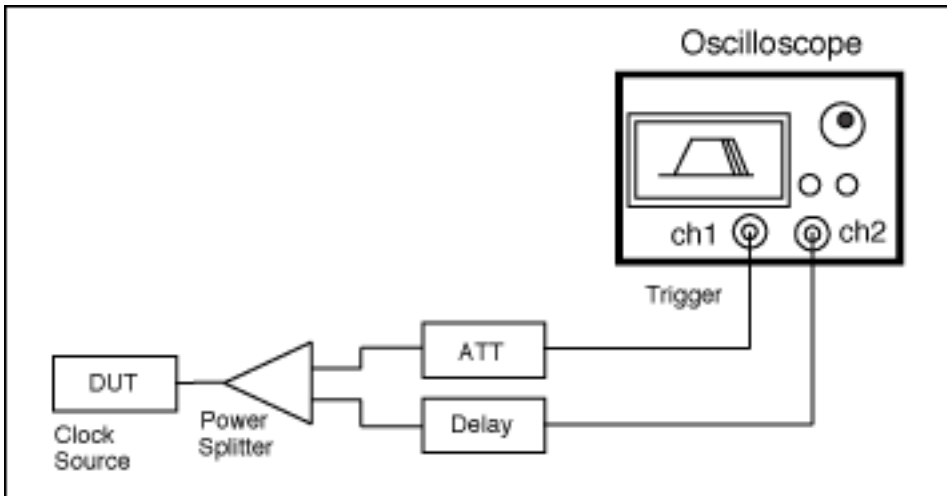 Oscilloscope
ch1
ch2
Trigger
ATT
DUT
Delay
Power
Splitter
Clock
Source